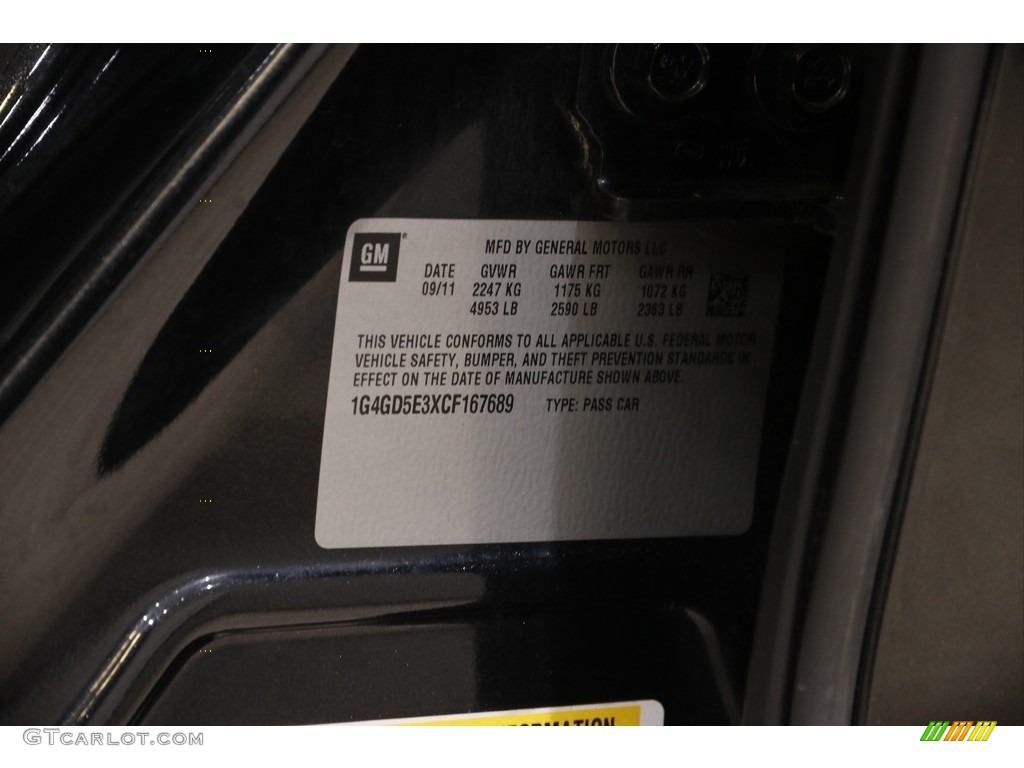 GM®
MFD BY GENERAL MOTORS LLC
DATE GVWR GAWR FRT GAWR RR
09/11 2247 KG 1175 KG 1072 KG
4953 LB 2590 LB 2363 LB
THIS VEHICLE CONFORMS TO ALL APPLICABLE U.S. FEDERAL MOTOR
VEHICLE SAFETY, BUMPER, AND THEFT PREVENTION STANDARDS IN
EFFECT ON THE DATE OF MANUFACTURE SHOWN ABOVE.
1G4GD5E3XCF167689 TYPE: PASS CAR
GTCARLOT.COM